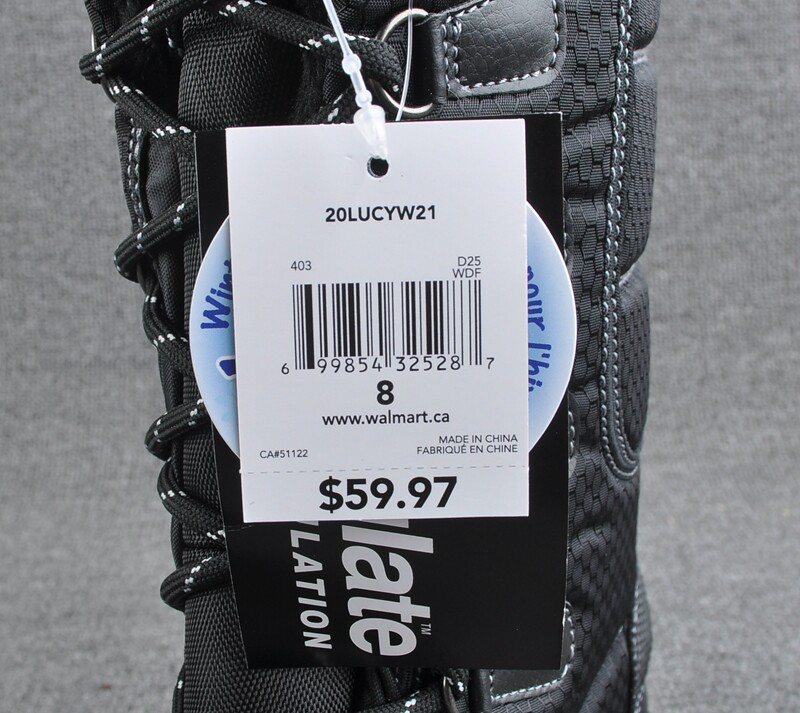 20LUCYW21
403
D25
WDF
6 99854 32528 7
8
www.walmart.ca
CA#51122
MADE IN CHINA
FABRIQUÉ EN CHINE
$59.97